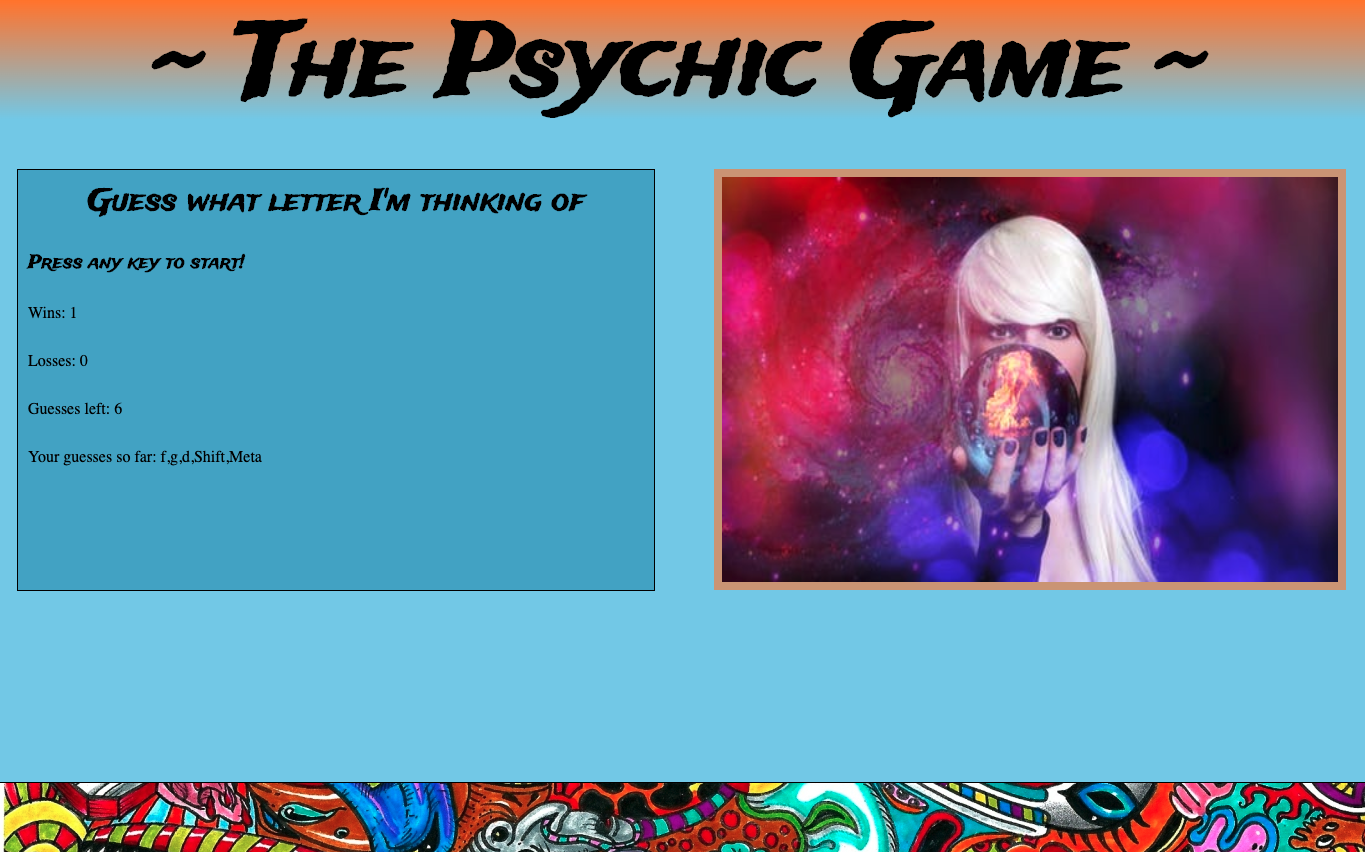 ~ The Psychic Game ~
Guess what letter I'm thinking of
Press any key to start!
Wins: 1
Losses: 0
Guesses left: 6
Your guesses so far: f,g,d,Shift,Meta